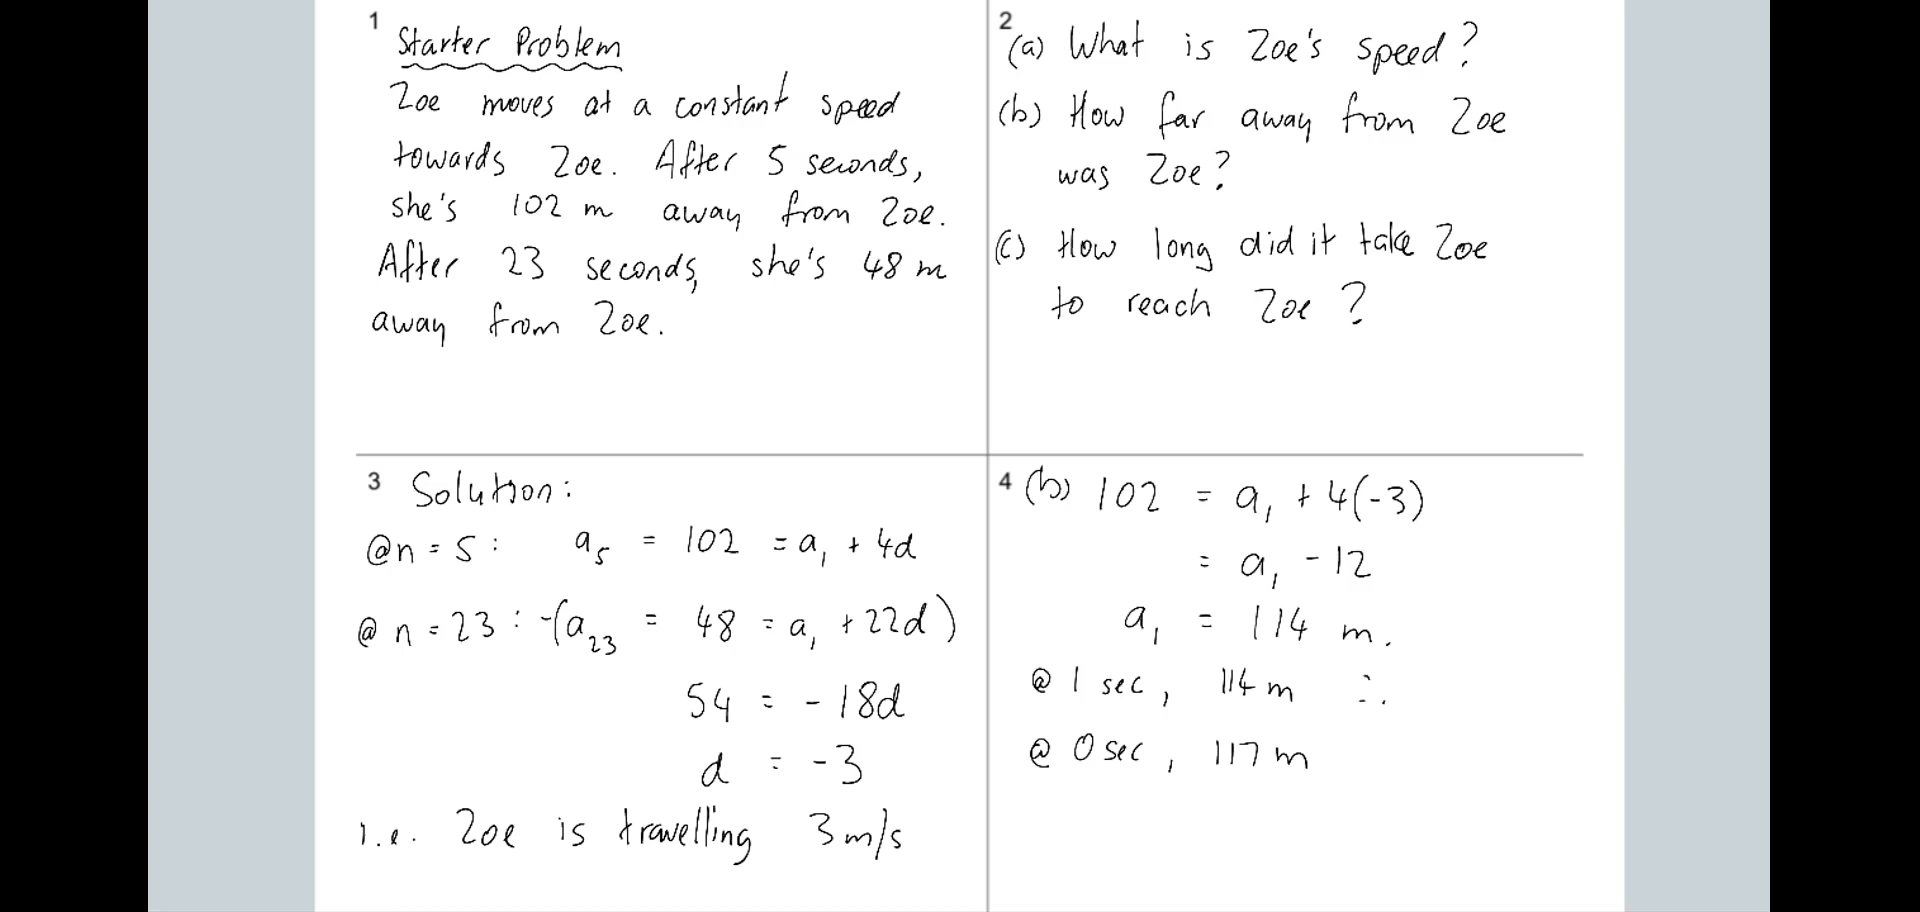 1
Starter Problem
Zoe moves at a constant speed
towards Zoe. After 5 seconds,
she's 102 m away from Zoe.
After 23 seconds, she's 48 m
away from Zoe.
2
(a) What is Zoe's speed?
(b) How far away from Zoe
was Zoe?
(c) How long did it take Zoe
to reach Zoe?
3 Solution:
@n = 5: a₅ = 102 = a₁ + 4d
@ n = 23: -(a₂₃ = 48 = a₁ + 22d)
54 = -18d
d = -3
i.e. Zoe is travelling 3m/s
4 (b) 102 = a₁ + 4(-3)
= a₁ - 12
a₁ = 114 m.
@ 1 sec, 114 m ∴
@ 0 sec, 117 m